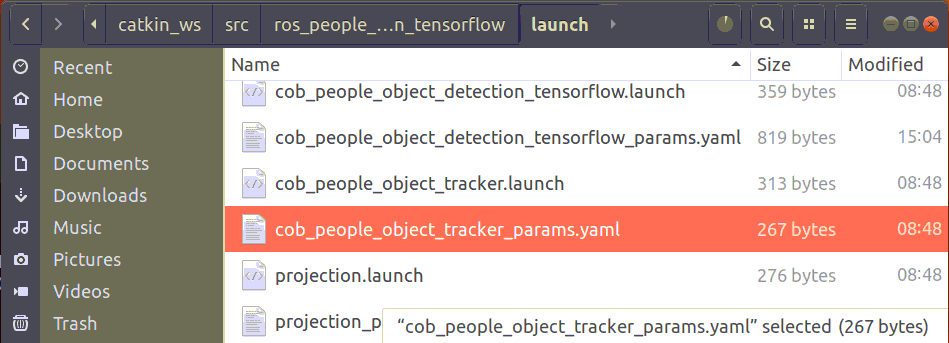 catkin_ws src ros_people_...n_tensorflow launch
Recent
Home
Desktop
Documents
Downloads
Music
Pictures
Videos
Trash
Name Size Modified
cob_people_object_detection_tensorflow.launch 359 bytes 08:48
cob_people_object_detection_tensorflow_params.yaml 819 bytes 15:04
cob_people_object_tracker.launch 313 bytes 08:48
cob_people_object_tracker_params.yaml 267 bytes 08:48
projection.launch 276 bytes 08:48
projection_p
“cob_people_object_tracker_params.yaml” selected (267 bytes)